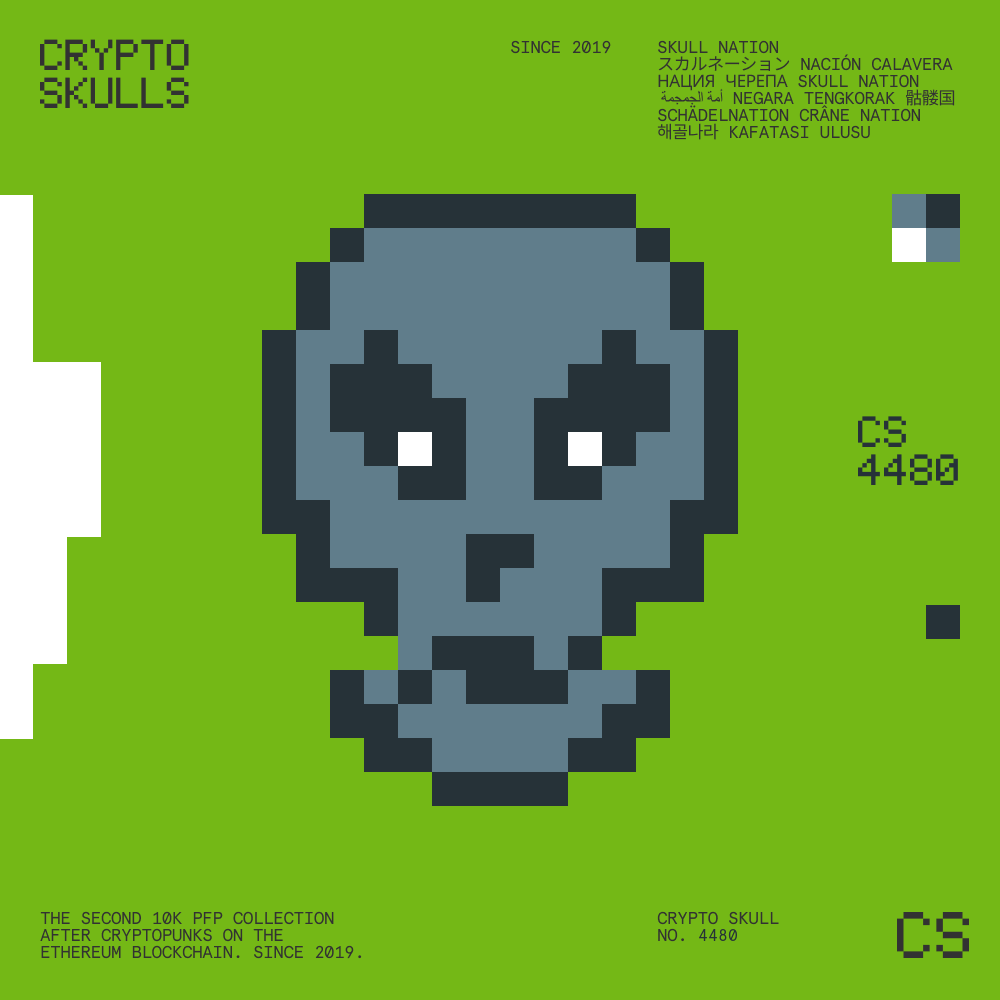 CRYPTO
SKULLS
SINCE 2019
SKULL NATION
スカルネーション NACIÓN CALAVERA
НАЦИЯ ЧЕРЕПА SKULL NATION
أمة الجمجمة NEGARA TENGKORAK 骷髅国
SCHÄDELNATION CRÂNE NATION
해골나라 KAFATASI ULUSU
CS
4480
THE SECOND 10K PFP COLLECTION
AFTER CRYPTOPUNKS ON THE
ETHEREUM BLOCKCHAIN. SINCE 2019.
CRYPTO SKULL
NO. 4480
CS